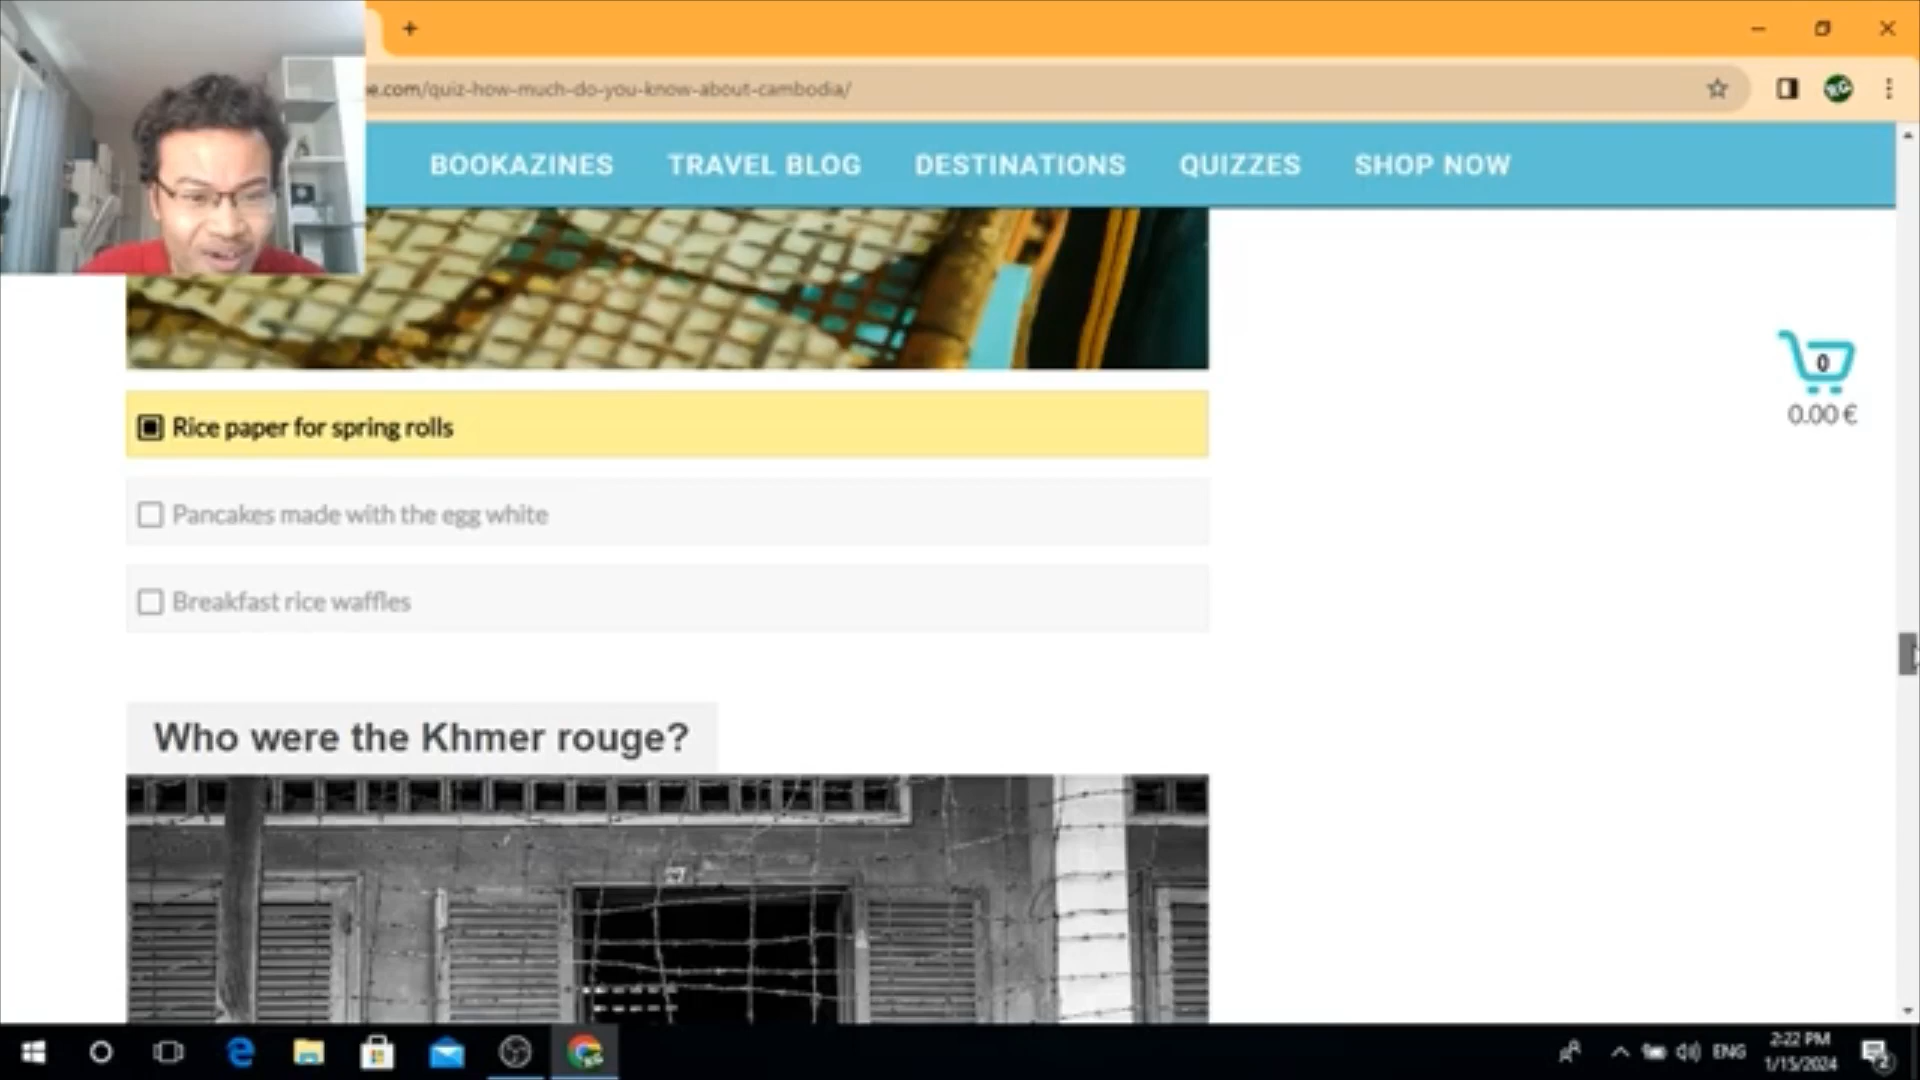 e.com/quiz-how-much-do-you-know-about-cambodia/
BOOKAZINES TRAVEL BLOG DESTINATIONS QUIZZES SHOP NOW
0
0.00 €
Rice paper for spring rolls
Pancakes made with the egg white
Breakfast rice waffles
Who were the Khmer rouge?
ENG
2:22 PM
1/15/2024
2